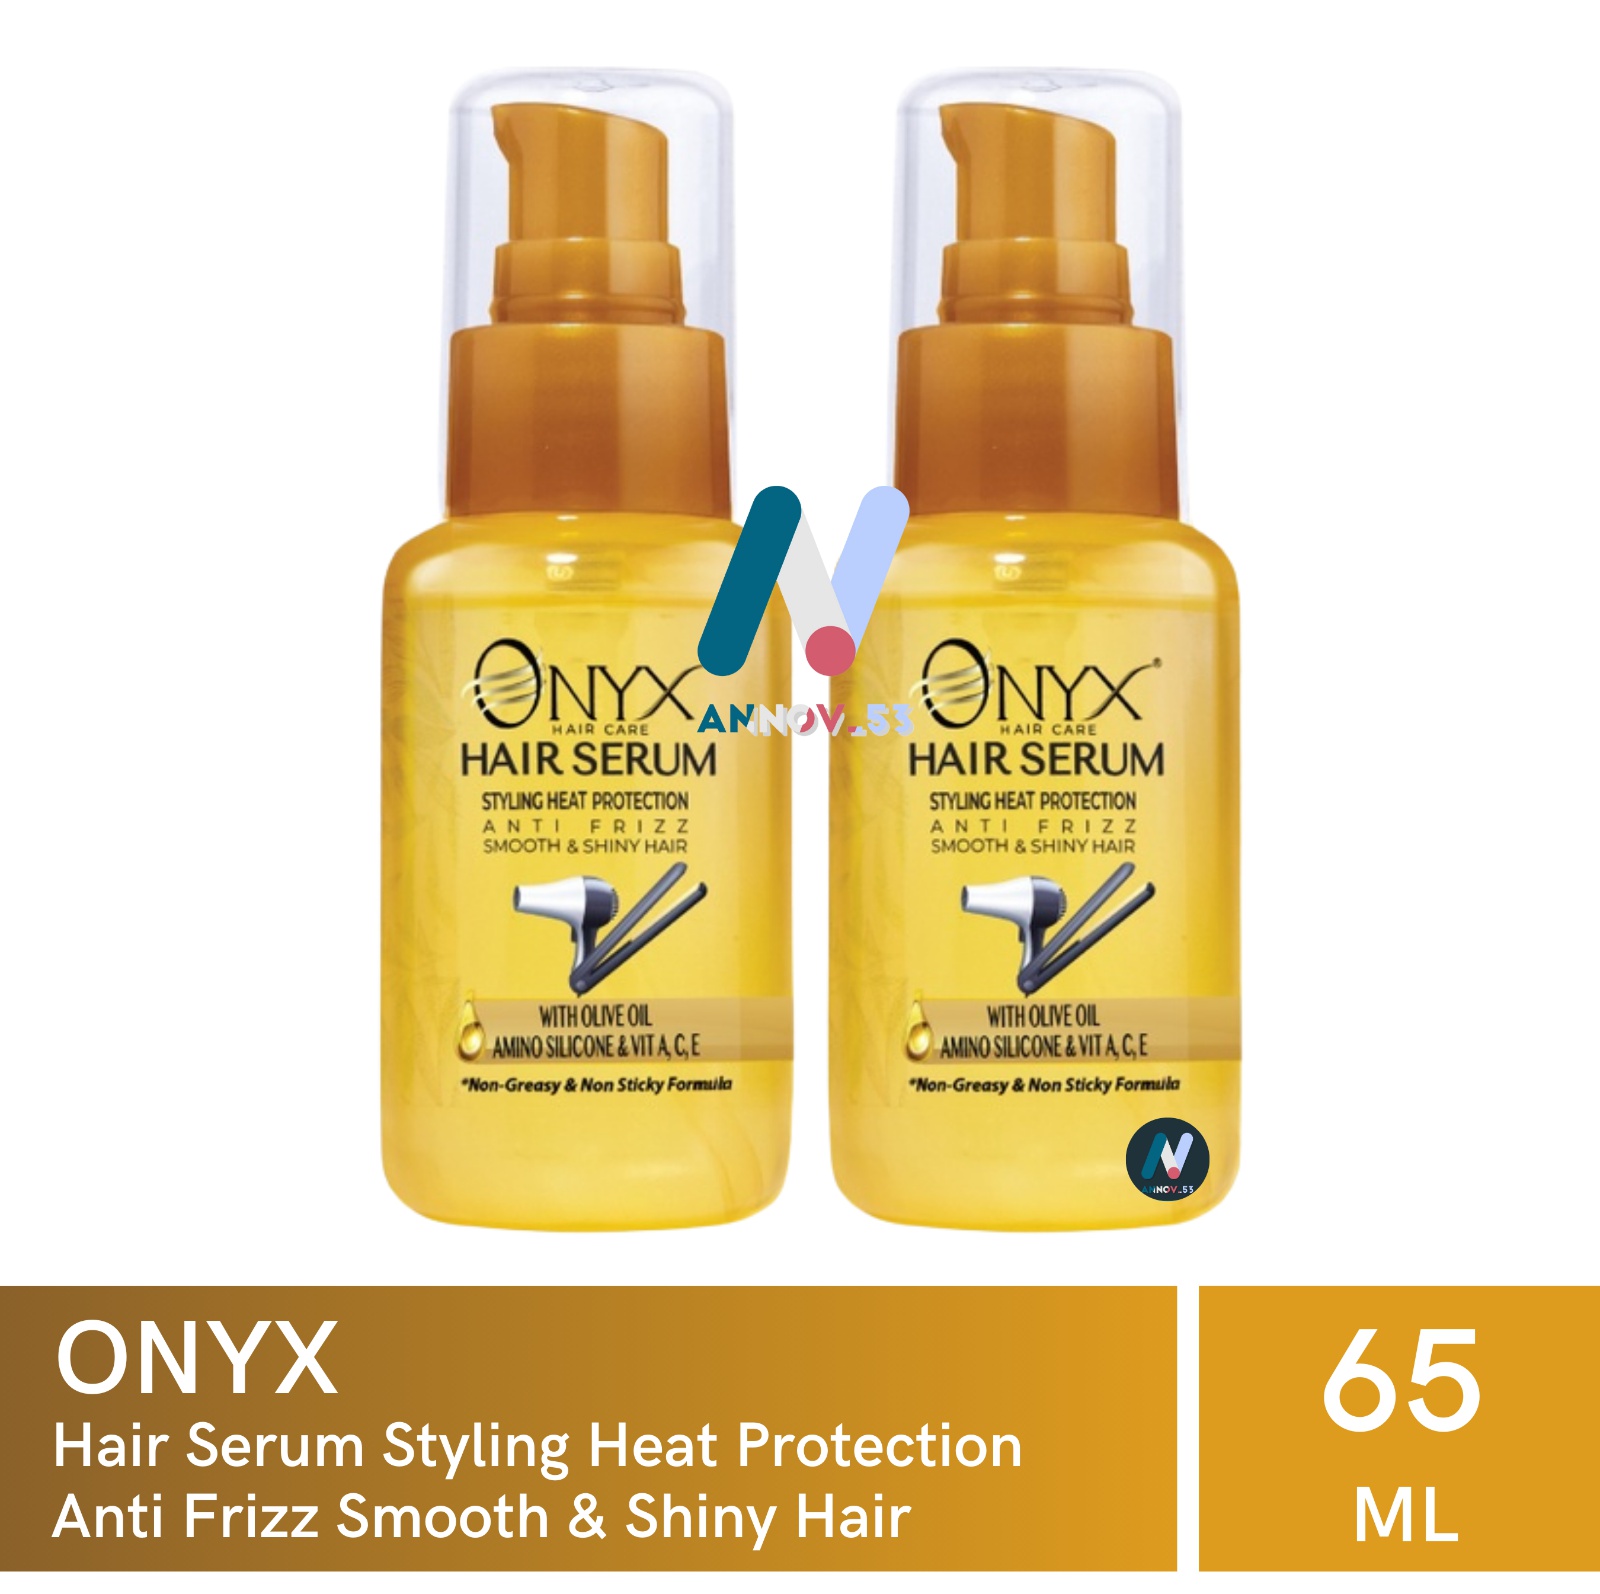 ONYX
HAIR CARE
HAIR SERUM
STYLING HEAT PROTECTION
ANTI FRIZZ
SMOOTH & SHINY HAIR
WITH OLIVE OIL
AMINO SILICONE & VIT A, C, E
*Non-Greasy & Non Sticky Formula
ANNOV_53
ONYX®
HAIR CARE
HAIR SERUM
STYLING HEAT PROTECTION
ANTI FRIZZ
SMOOTH & SHINY HAIR
WITH OLIVE OIL
AMINO SILICONE & VIT A, C, E
*Non-Greasy & Non Sticky Formula
ANNOV_53
ONYX
Hair Serum Styling Heat Protection
Anti Frizz Smooth & Shiny Hair
65
ML